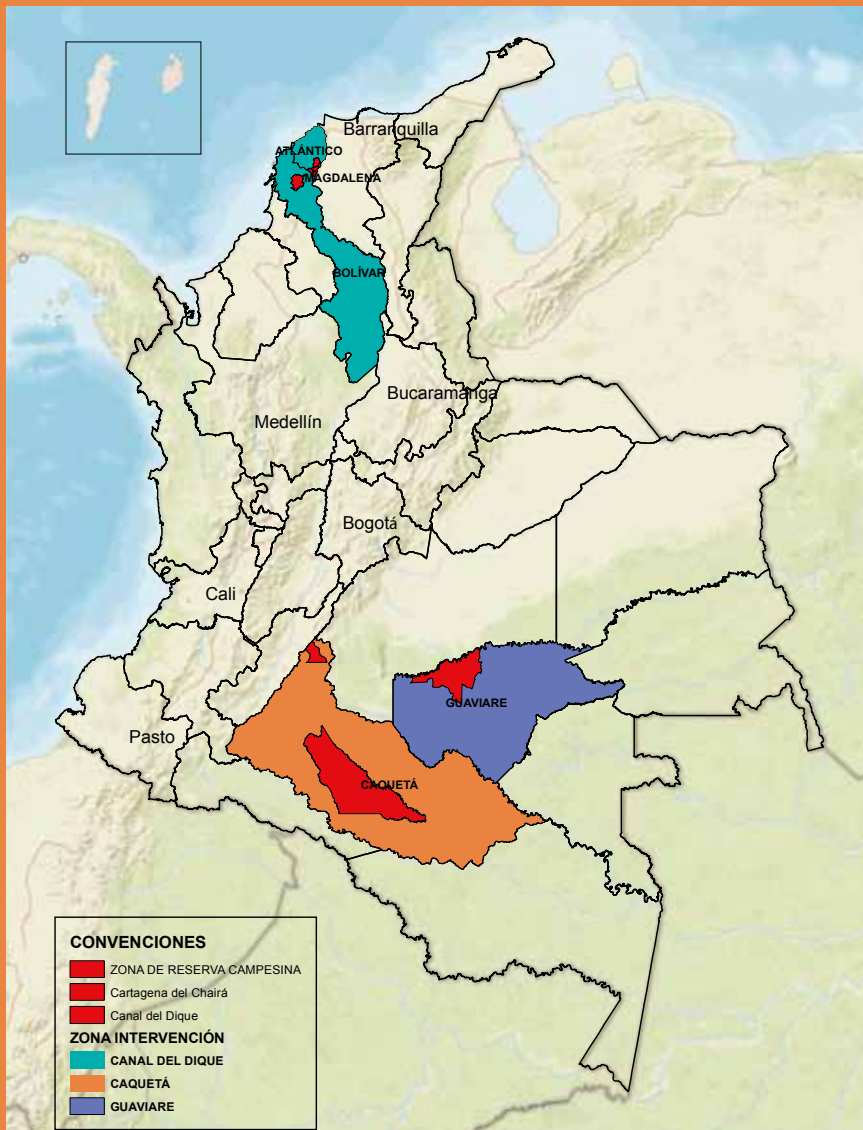 Barranquilla
ATLÁNTICO
MAGDALENA
BOLÍVAR
Bucaramanga
Medellín
Bogotá
Cali
GUAVIARE
Pasto
CAQUETÁ
CONVENCIONES
ZONA DE RESERVA CAMPESINA
Cartagena del Chairá
Canal del Dique
ZONA INTERVENCIÓN
CANAL DEL DIQUE
CAQUETÁ
GUAVIARE